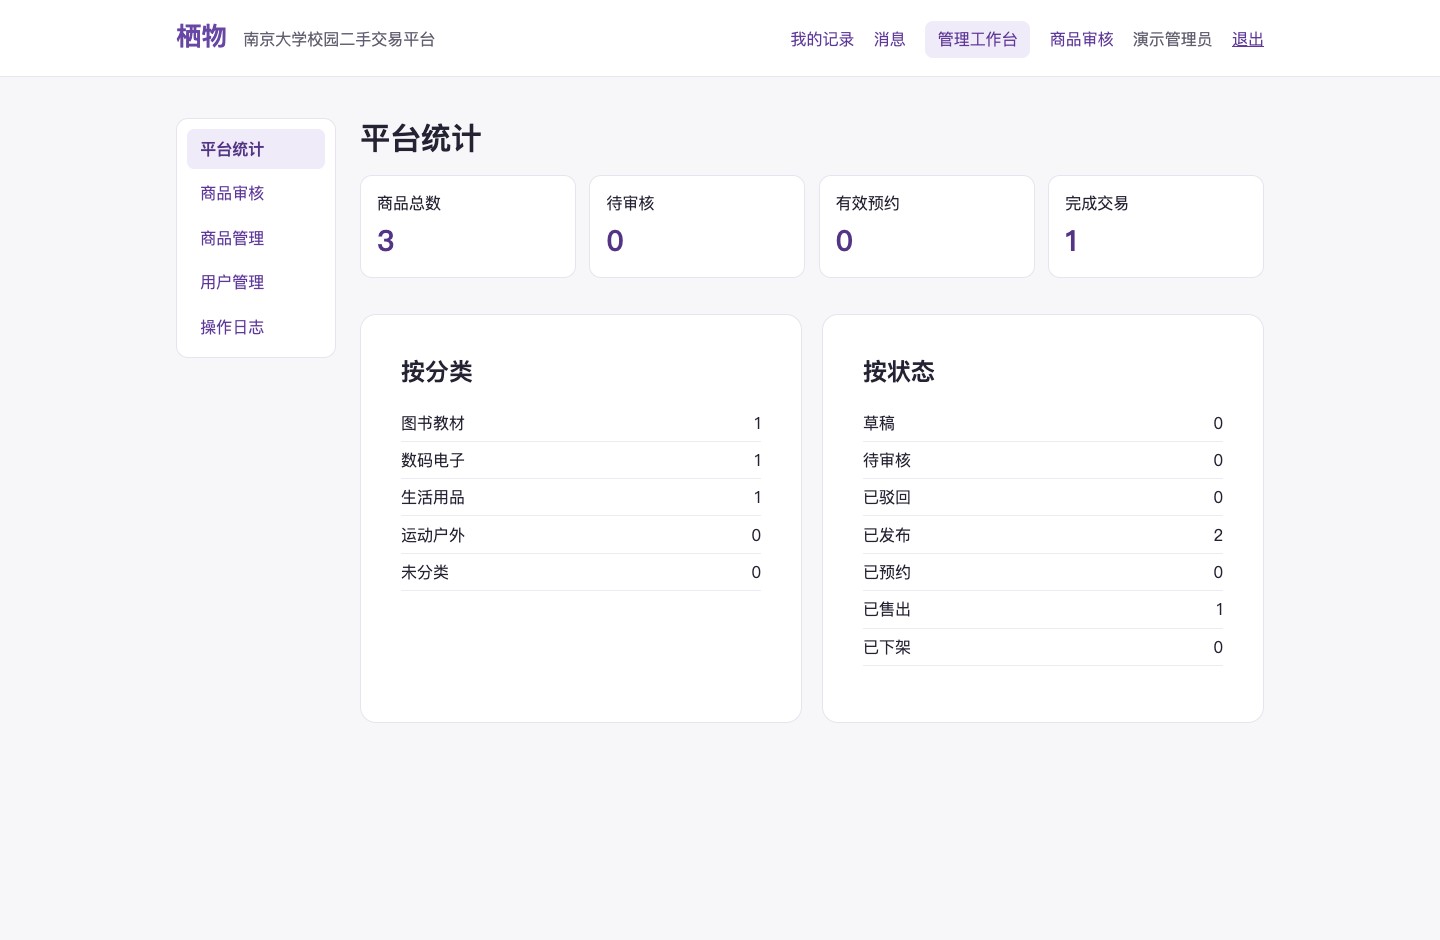 栖物 南京大学校园二手交易平台 我的记录 消息 管理工作台 商品审核 演示管理员 退出
平台统计
商品审核
商品管理
用户管理
操作日志
平台统计
商品总数
3
待审核
0
有效预约
0
完成交易
1
按分类
图书教材 1
数码电子 1
生活用品 1
运动户外 0
未分类 0
按状态
草稿 0
待审核 0
已驳回 0
已发布 2
已预约 0
已售出 1
已下架 0